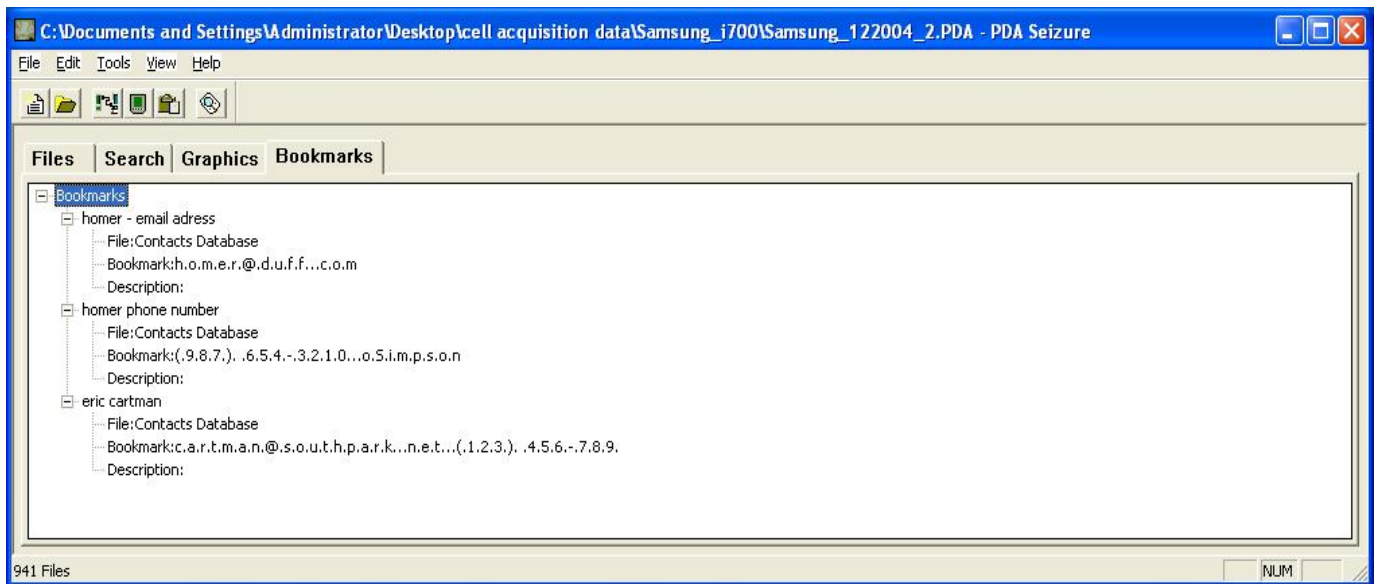 C:\Documents and Settings\Administrator\Desktop\cell acquisition data\Samsung_i700\Samsung_122004_2.PDA - PDA Seizure
File Edit Tools View Help
Files Search Graphics Bookmarks
Bookmarks
homer - email adress
File:Contacts Database
Bookmark:h.o.m.e.r.@.d.u.f.f...c.o.m
Description:
homer phone number
File:Contacts Database
Bookmark:(.9.8.7.). .6.5.4.-.3.2.1.0...o.S.i.m.p.s.o.n
Description:
eric cartman
File:Contacts Database
Bookmark:c.a.r.t.m.a.n.@.s.o.u.t.h.p.a.r.k...n.e.t...(.1.2.3.). .4.5.6.-.7.8.9.
Description:
941 Files NUM